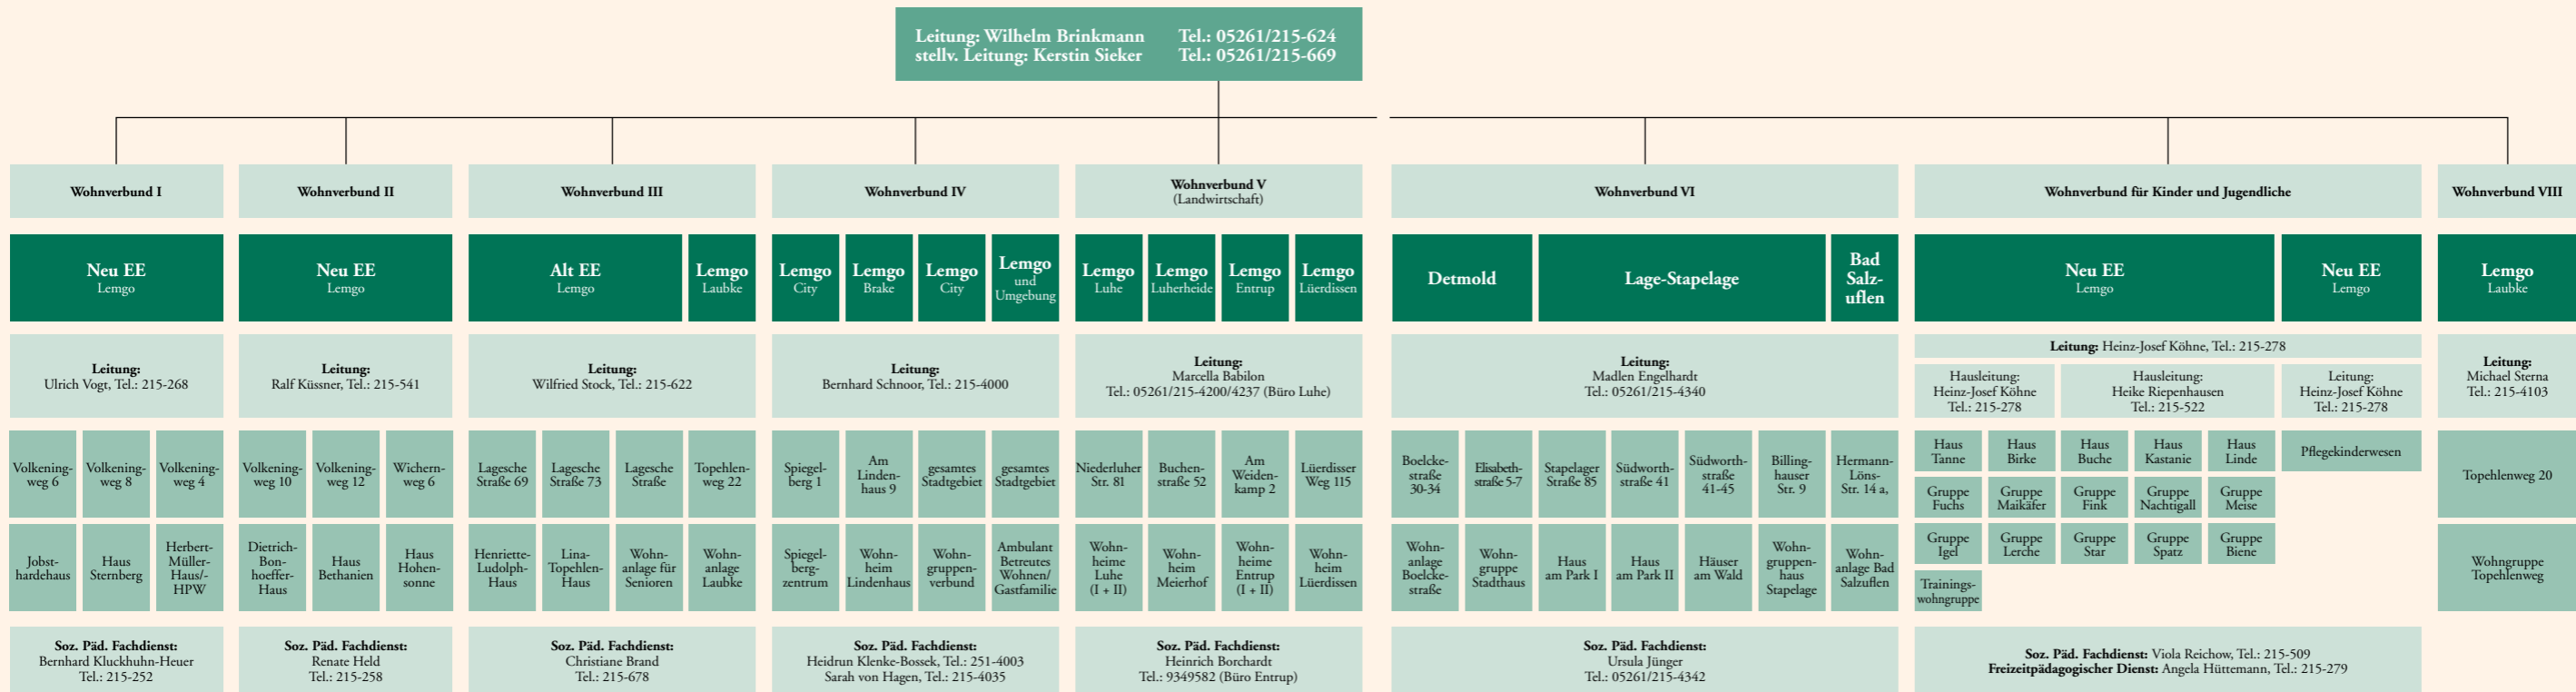 Leitung: Wilhelm Brinkmann Tel.: 05261/215-624
stellv. Leitung: Kerstin Sieker Tel.: 05261/215-669
Wohnverbund I
Neu EE
Lemgo
Leitung:
Ulrich Vogt, Tel.: 215-268
Volkening-
weg 6
Volkening-
weg 8
Volkening-
weg 4
Jobst-
hardehaus
Haus
Sternberg
Herbert-
Müller-
Haus/-
HPW
Soz. Päd. Fachdienst:
Bernhard Kluckhuhn-Heuer
Tel.: 215-252
Wohnverbund II
Neu EE
Lemgo
Leitung:
Ralf Küssner, Tel.: 215-541
Volkening-
weg 10
Volkening-
weg 12
Wichern-
weg 6
Dietrich-
Bon-
hoeffer-
Haus
Haus
Bethanien
Haus
Hohen-
sonne
Soz. Päd. Fachdienst:
Renate Held
Tel.: 215-258
Wohnverbund III
Alt EE
Lemgo
Lemgo
Laubke
Leitung:
Wilfried Stock, Tel.: 215-622
Lagesche
Straße 69
Lagesche
Straße 73
Lagesche
Straße
Topehlen-
weg 22
Henriette-
Ludolph-
Haus
Lina-
Topehlen-
Haus
Wohn-
anlage für
Senioren
Wohn-
anlage
Laubke
Soz. Päd. Fachdienst:
Christiane Brand
Tel.: 215-678
Wohnverbund IV
Lemgo
City
Lemgo
Brake
Lemgo
City
Lemgo
und
Umgebung
Leitung:
Bernhard Schnoor, Tel.: 215-4000
Spiegel-
berg 1
Am
Linden-
haus 9
gesamtes
Stadtgebiet
gesamtes
Stadtgebiet
Spiegel-
berg-
zentrum
Wohn-
heim
Lindenhaus
Wohn-
gruppen-
verbund
Ambulant
Betreutes
Wohnen/
Gastfamilie
Soz. Päd. Fachdienst:
Heidrun Klenke-Bossek, Tel.: 251-4003
Sarah von Hagen, Tel.: 215-4035
Wohnverbund V
(Landwirtschaft)
Lemgo
Luhe
Lemgo
Luherheide
Lemgo
Entrup
Lemgo
Lüerdissen
Leitung:
Marcella Babilon
Tel.: 05261/215-4200/4237 (Büro Luhe)
Niederluher
Str. 81
Buchen-
straße 52
Am
Weiden-
kamp 2
Lüerdisser
Weg 115
Wohn-
heime
Luhe
(I + II)
Wohn-
heim
Meierhof
Wohn-
heime
Entrup
(I + II)
Wohn-
heim
Lüerdissen
Soz. Päd. Fachdienst:
Heinrich Borchardt
Tel.: 9349582 (Büro Entrup)
Wohnverbund VI
Detmold
Lage-Stapelage
Bad
Salz-
uflen
Leitung:
Madlen Engelhardt
Tel.: 05261/215-4340
Boelcke-
straße
30-34
Elisabeth-
straße 5-7
Stapelager
Straße 85
Südworth-
straße 41
Südworth-
straße
41-45
Billing-
hauser
Str. 9
Hermann-
Löns-
Str. 14 a,
Wohn-
anlage
Boelcke-
straße
Wohn-
gruppe
Stadthaus
Haus
am Park I
Haus
am Park II
Häuser
am Wald
Wohn-
gruppen-
haus
Stapelage
Wohn-
anlage Bad
Salzuflen
Soz. Päd. Fachdienst:
Ursula Jünger
Tel.: 05261/215-4342
Wohnverbund für Kinder und Jugendliche
Neu EE
Lemgo
Neu EE
Lemgo
Leitung: Heinz-Josef Köhne, Tel.: 215-278
Hausleitung:
Heinz-Josef Köhne
Tel.: 215-278
Hausleitung:
Heike Riepenhausen
Tel.: 215-522
Leitung:
Heinz-Josef Köhne
Tel.: 215-278
Haus
Tanne
Haus
Birke
Haus
Buche
Haus
Kastanie
Haus
Linde
Pflegekinderwesen
Gruppe
Fuchs
Gruppe
Maikäfer
Gruppe
Fink
Gruppe
Nachtigall
Gruppe
Meise
Gruppe
Igel
Gruppe
Lerche
Gruppe
Star
Gruppe
Spatz
Gruppe
Biene
Trainings-
wohngruppe
Soz. Päd. Fachdienst: Viola Reichow, Tel.: 215-509
Freizeitpädagogischer Dienst: Angela Hüttemann, Tel.: 215-279
Wohnverbund VIII
Lemgo
Laubke
Leitung:
Michael Sterna
Tel.: 215-4103
Topehlenweg 20
Wohngruppe
Topehlenweg